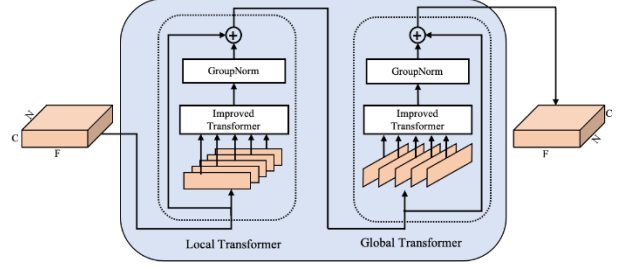 GroupNorm
GroupNorm
Improved
Transformer
Improved
Transformer
N
C
F
C
N
F
Local Transformer
Global Transformer